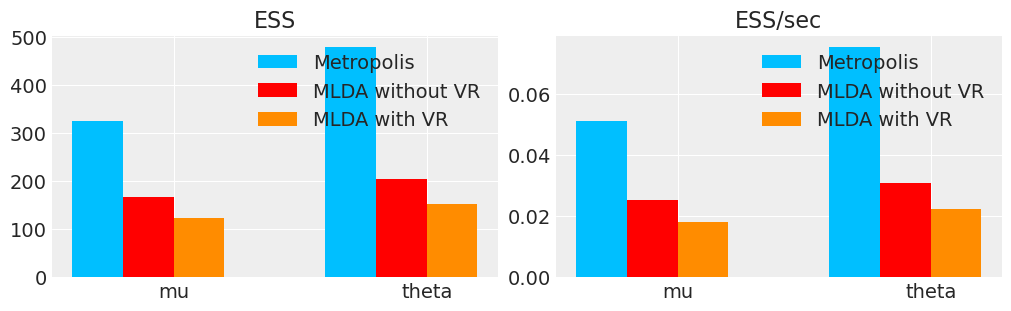 ESS
500
400
300
200
100
0
Metropolis
MLDA without VR
MLDA with VR
mu
theta
ESS/sec
0.06
0.04
0.02
0.00
Metropolis
MLDA without VR
MLDA with VR
mu
theta